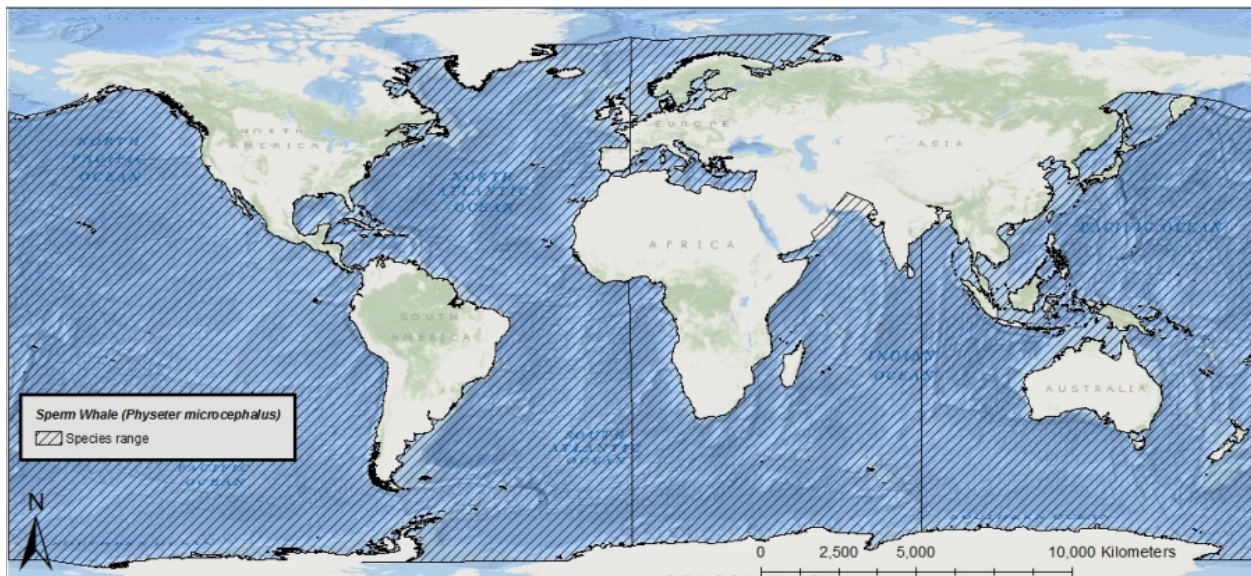 NORTH
PACIFIC
OCEAN
NORTH
AMERICA
NORTH
ATLANTIC
OCEAN
EUROPE
ASIA
AFRICA
PACIFIC OCEAN
SOUTH
AMERICA
INDIAN
OCEAN
AUSTRALIA
Sperm Whale (Physeter microcephalus)
Species range
SOUTH
ATLANTIC
OCEAN
PACIFIC
OCEAN
N
0 2,500 5,000 10,000 Kilometers